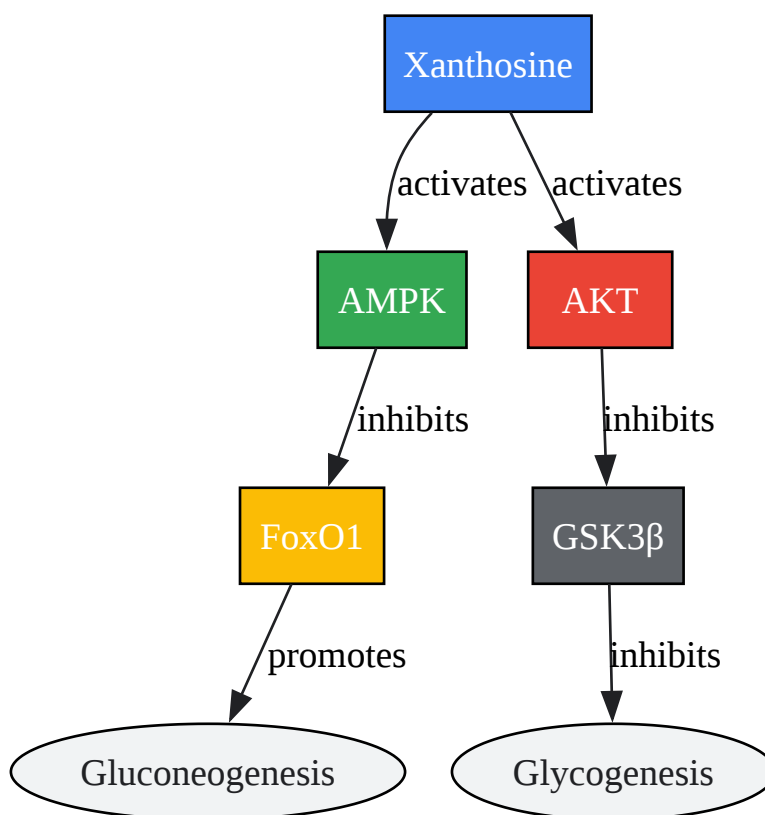 Xanthosine
activates
activates
AMPK
AKT
inhibits
inhibits
FoxO1
GSK3β
promotes
inhibits
Gluconeogenesis
Glycogenesis